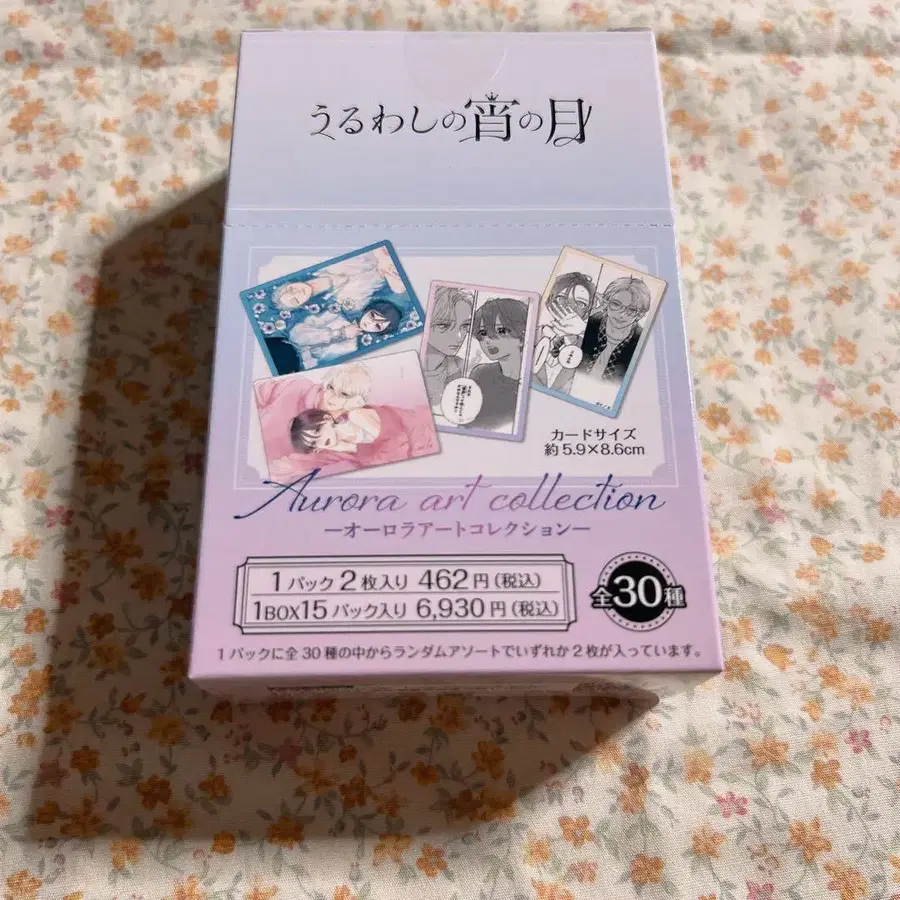 うるわしの宵の月
カードサイズ
約5.9×8.6cm
Aurora art collection
―オーロラアートコレクション―
1パック2枚入り 462円(税込)
1BOX15パック入り 6,930円(税込)
全30種
1パックに全30種の中からランダムアソートでいずれか2枚が入っています。